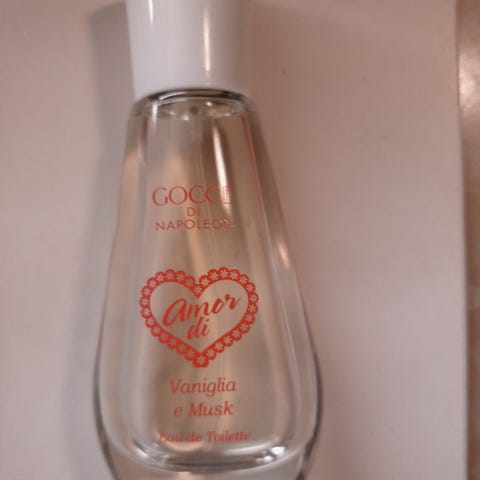 GOCCE
DI
NAPOLEON
Amor
di
Vaniglia
e Musk
Eau de Toilette